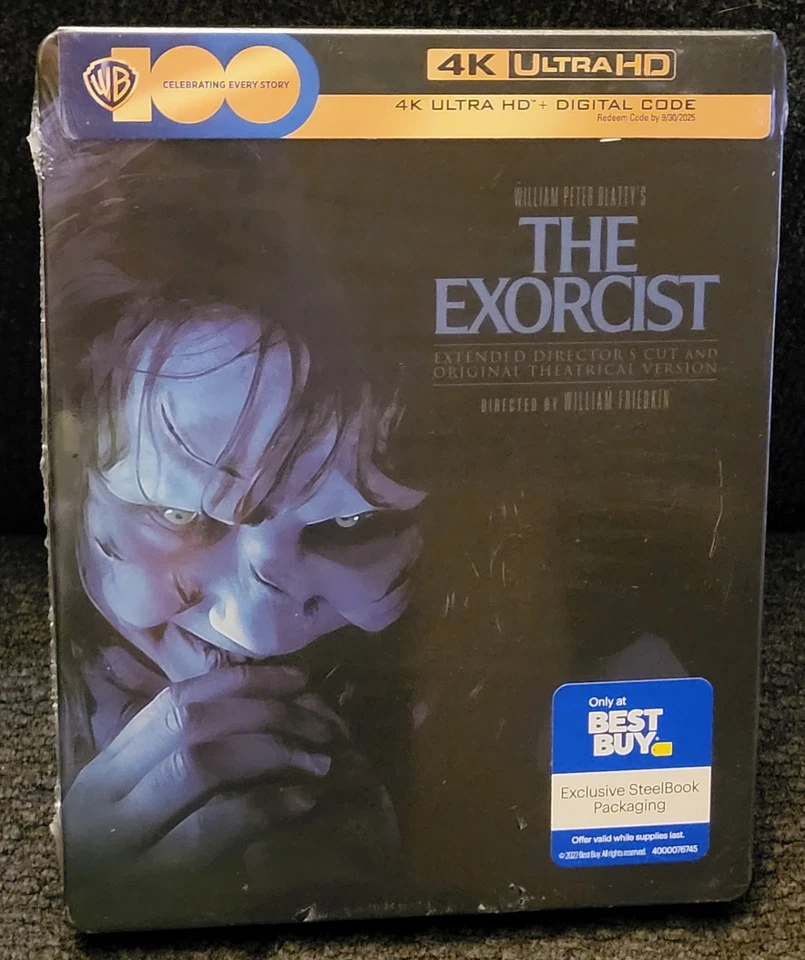 WB 100
CELEBRATING EVERY STORY
4K ULTRA HD
4K ULTRA HD™ + DIGITAL CODE
Redeem Code by 9/30/2025
WILLIAM PETER BLATTY'S
THE
EXORCIST
EXTENDED DIRECTOR'S CUT AND
ORIGINAL THEATRICAL VERSION
DIRECTED BY WILLIAM FRIEDKIN
Only at
BEST
BUY®
Exclusive SteelBook
Packaging
Offer valid while supplies last.
© 2022 Best Buy. All rights reserved. 4000076745